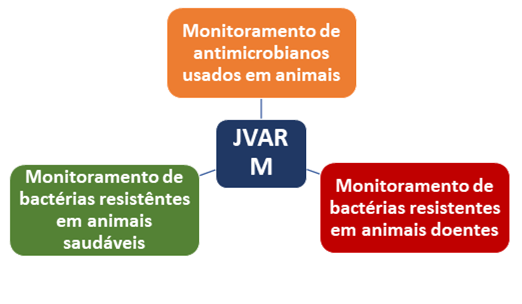 Monitoramento de
antimicrobianos
usados em animais
JVAR
M
Monitoramento de
bactérias resistêntes
em animais
saudáveis
Monitoramento de
bactérias resistentes
em animais doentes